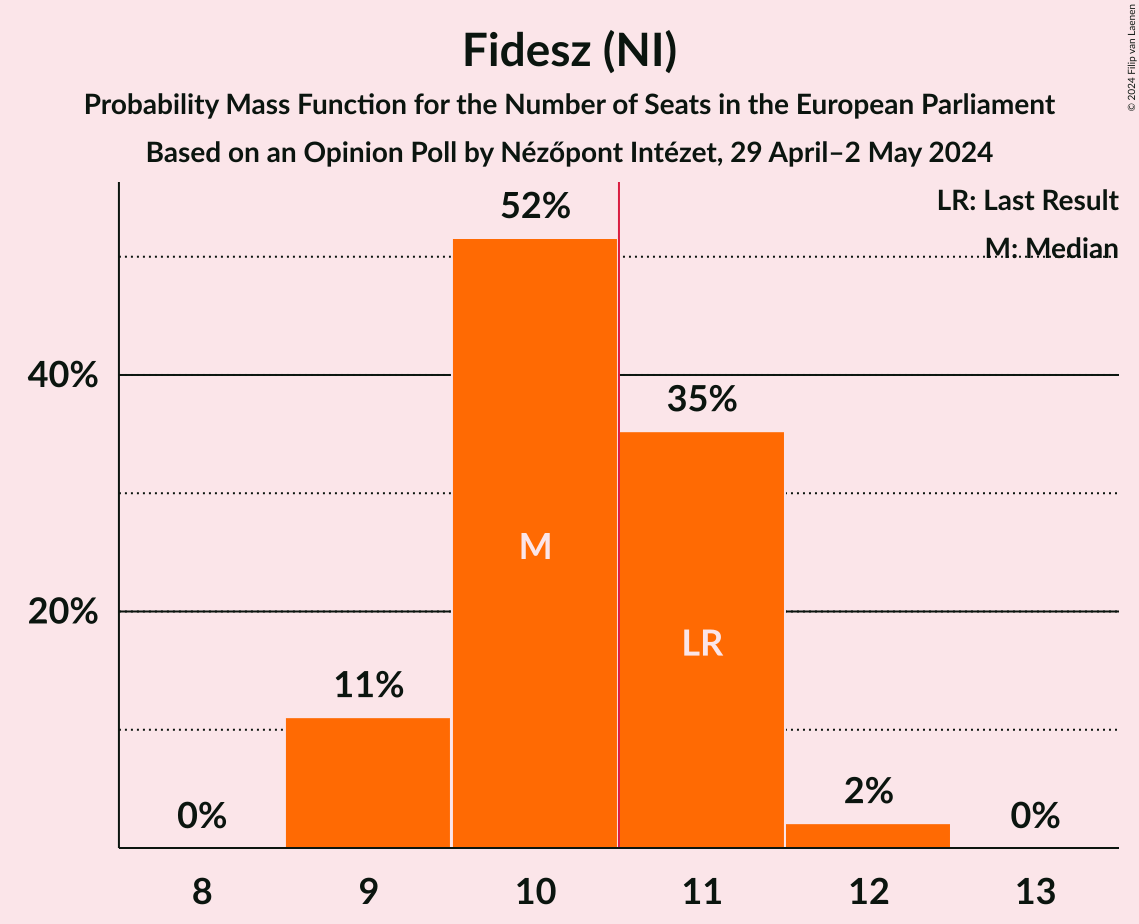 Fidesz (NI)
Probability Mass Function for the Number of Seats in the European Parliament
Based on an Opinion Poll by Nézőpont Intézet, 29 April–2 May 2024
© 2024 Filip van Laenen
LR: Last Result
M: Median
52%
40%
35%
M
20%
LR
11%
2%
0%
0%
8
9
10
11
12
13